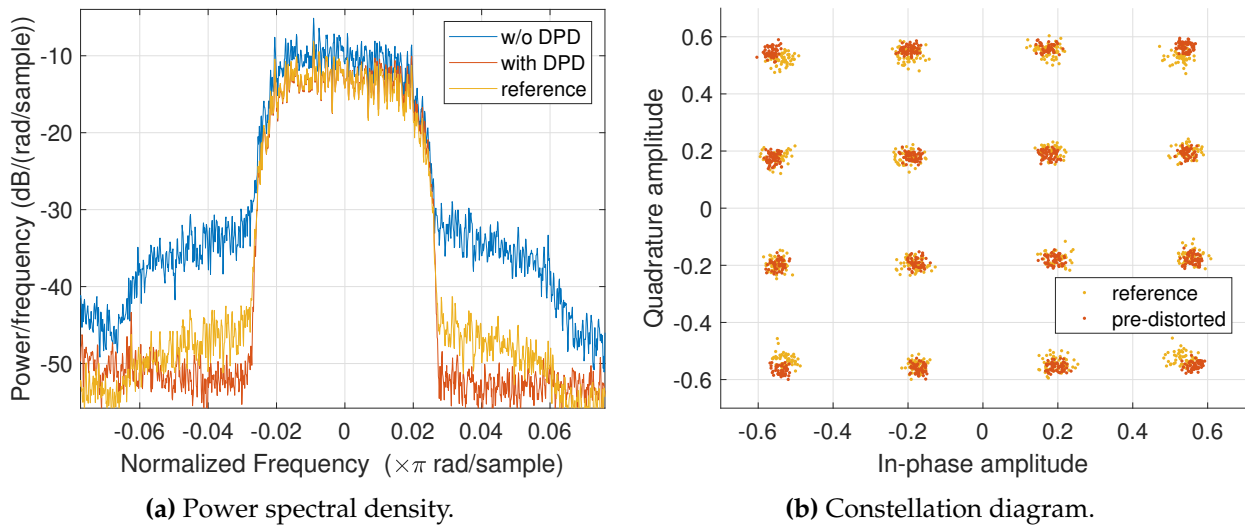 -10
-20
-30
-40
-50
-0.06
-0.04
-0.02
0
0.02
0.04
0.06
Power/frequency (dB/(rad/sample))
Normalized Frequency (×π rad/sample)
w/o DPD
with DPD
reference
(a) Power spectral density.
0.6
0.4
0.2
0
-0.2
-0.4
-0.6
-0.6
-0.4
-0.2
0
0.2
0.4
0.6
Quadrature amplitude
In-phase amplitude
reference
pre-distorted
(b) Constellation diagram.